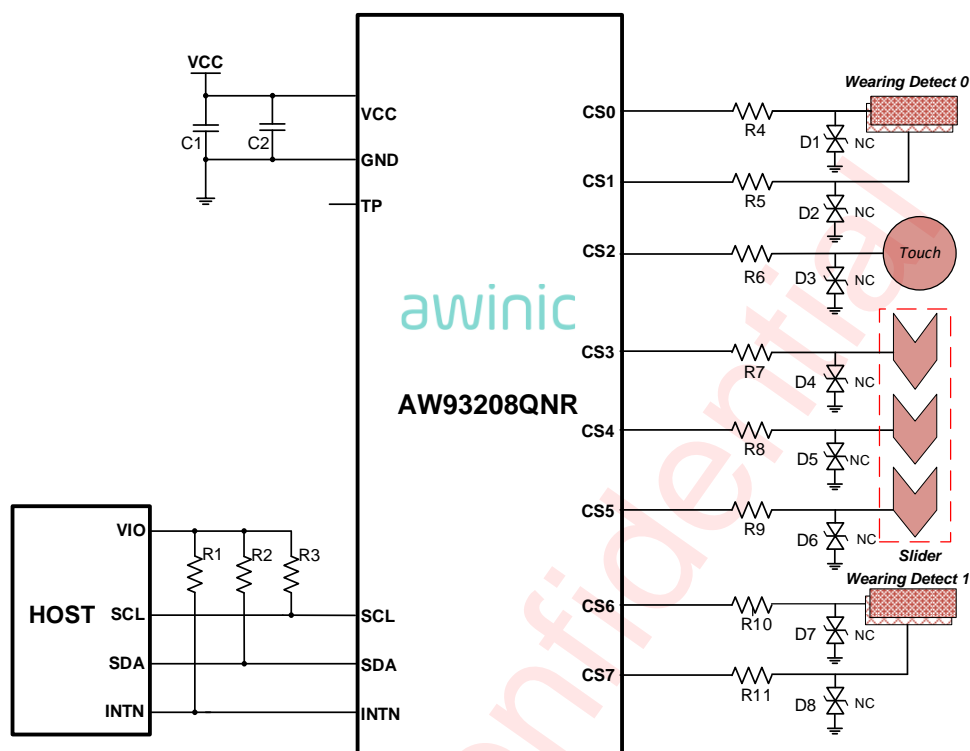 VCC
C1
C2
VCC
GND
TP
awinic
AW93208QNR
HOST
VIO
SCL
SDA
INTN
R1
R2
R3
SCL
SDA
INTN
CS0
R4
D1
NC
Wearing Detect 0
CS1
R5
D2
NC
CS2
R6
D3
NC
Touch
CS3
R7
D4
NC
CS4
R8
D5
NC
CS5
R9
D6
NC
Slider
Wearing Detect 1
CS6
R10
D7
NC
CS7
R11
D8
NC
onfidential